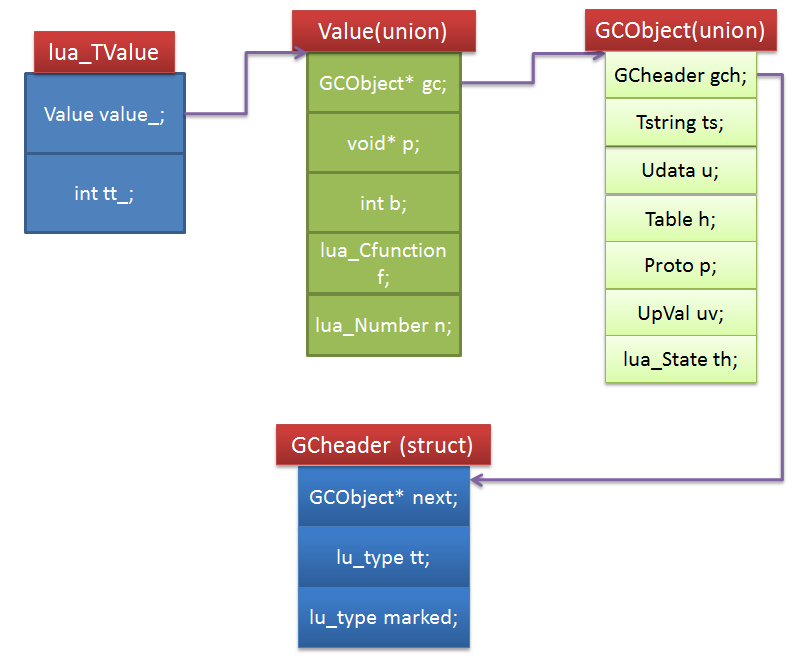 lua_TValue
Value value_;
int tt_;
Value(union)
GCObject* gc;
void* p;
int b;
lua_Cfunction
f;
lua_Number n;
GCObject(union)
GCheader gch;
Tstring ts;
Udata u;
Table h;
Proto p;
UpVal uv;
lua_State th;
GCheader (struct)
GCObject* next;
lu_type tt;
lu_type marked;